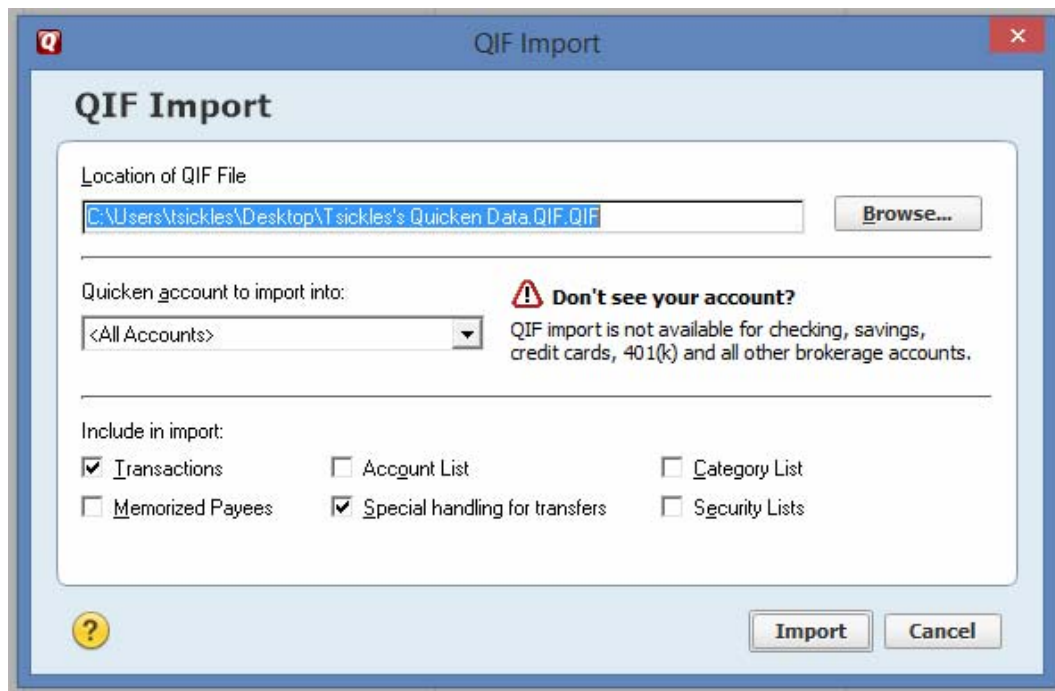 QIF Import
QIF Import
Location of QIF File
C:\Users\tsickles\Desktop\Tsickles's Quicken Data.QIF.QIF
Browse...
Quicken account to import into:
<All Accounts>
Don't see your account?
QIF import is not available for checking, savings,
credit cards, 401(k) and all other brokerage accounts.
Include in import:
Transactions Account List Category List
Memorized Payees Special handling for transfers Security Lists
? Import Cancel